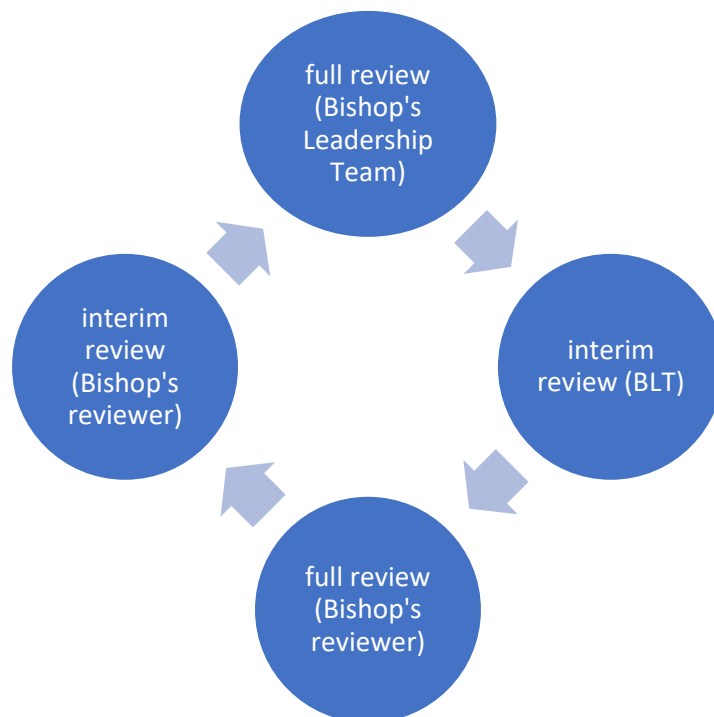 full review
(Bishop's
Leadership
Team)
interim
review (BLT)
full review
(Bishop's
reviewer)
interim
review
(Bishop's
reviewer)